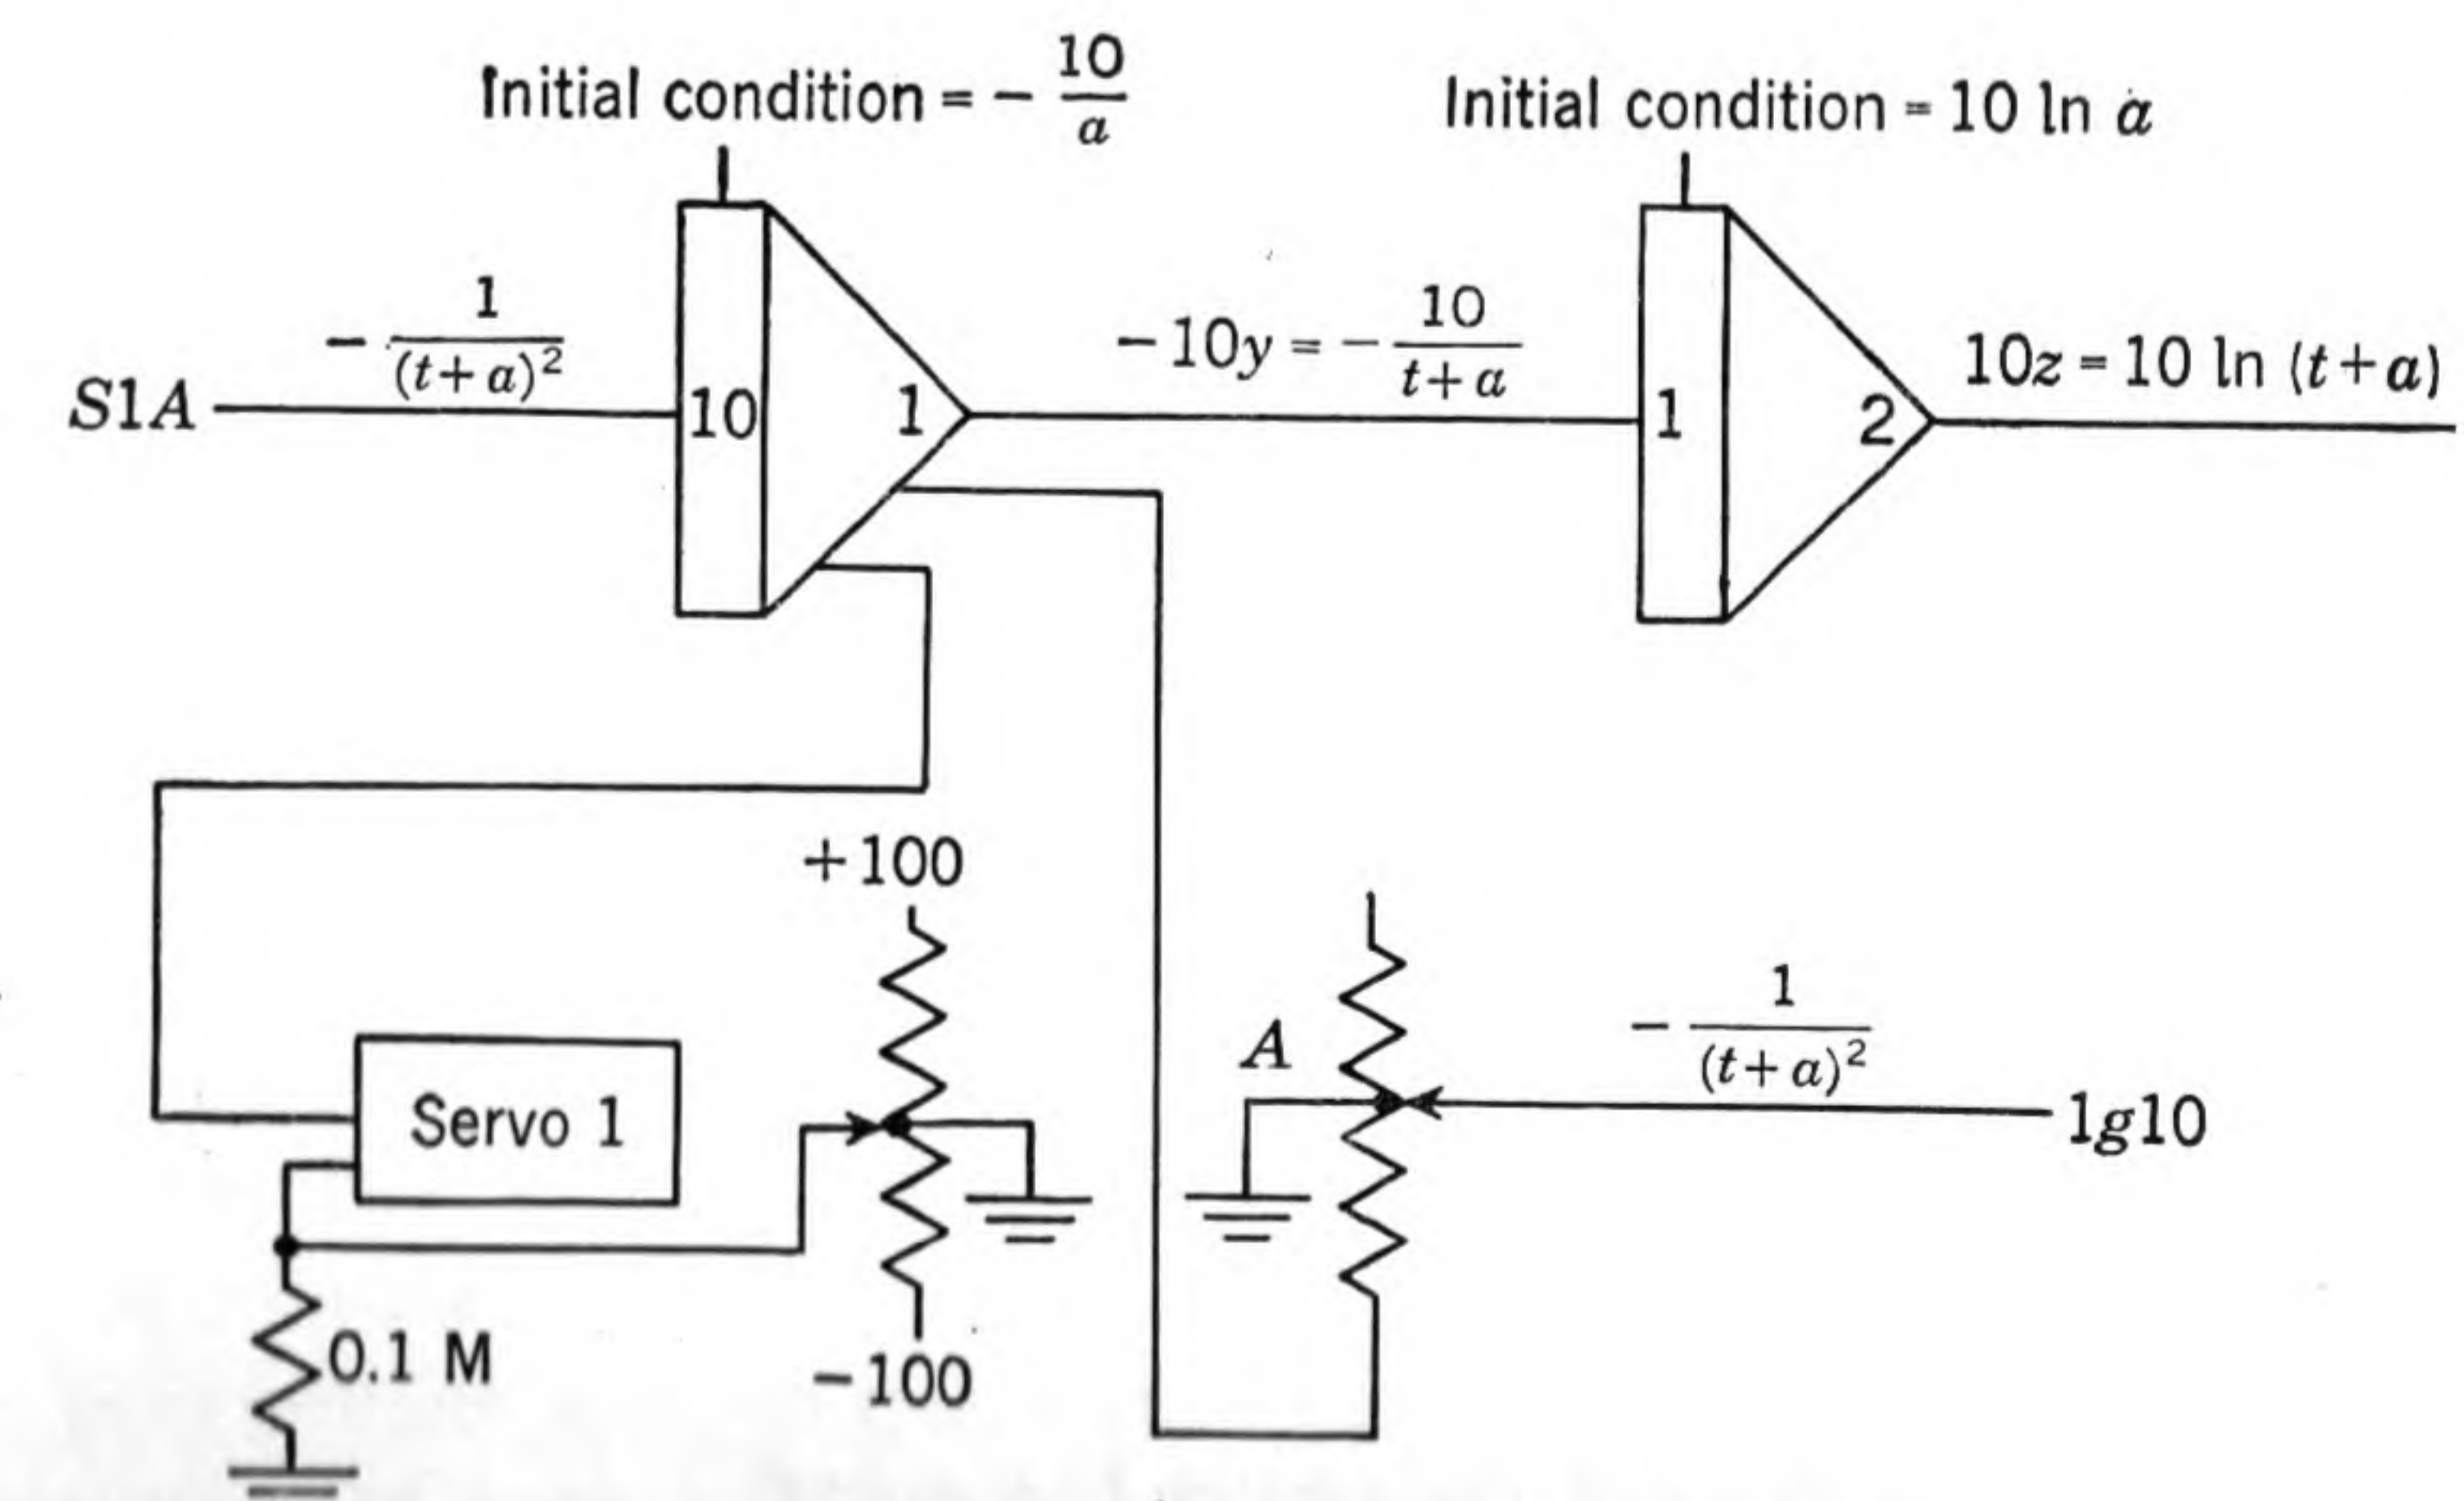 Initial condition = - 10/a
Initial condition = 10 ln a
S1A
- 1/(t+a)²
10
1
-10y = - 10/t+a
1
2
10z = 10 ln (t+a)
+100
Servo 1
-100
0.1 M
A
- 1/(t+a)²
1g10